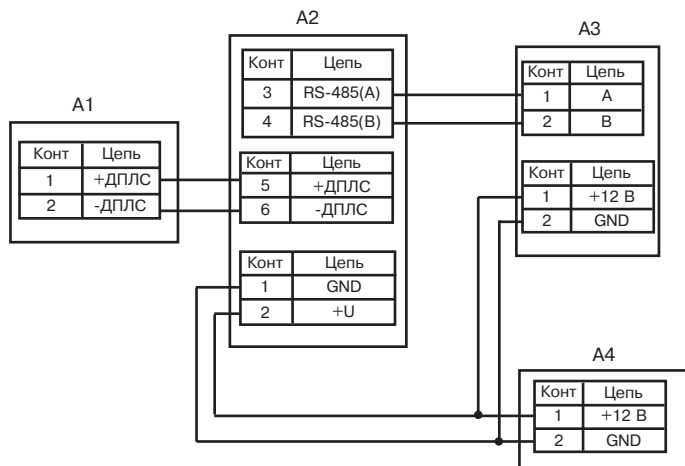 A1
Конт Цепь
1 +ДПЛС
2 -ДПЛС
A2
Конт Цепь
3 RS-485(A)
4 RS-485(B)
Конт Цепь
5 +ДПЛС
6 -ДПЛС
Конт Цепь
1 GND
2 +U
A3
Конт Цепь
1 A
2 B
Конт Цепь
1 +12 В
2 GND
A4
Конт Цепь
1 +12 В
2 GND